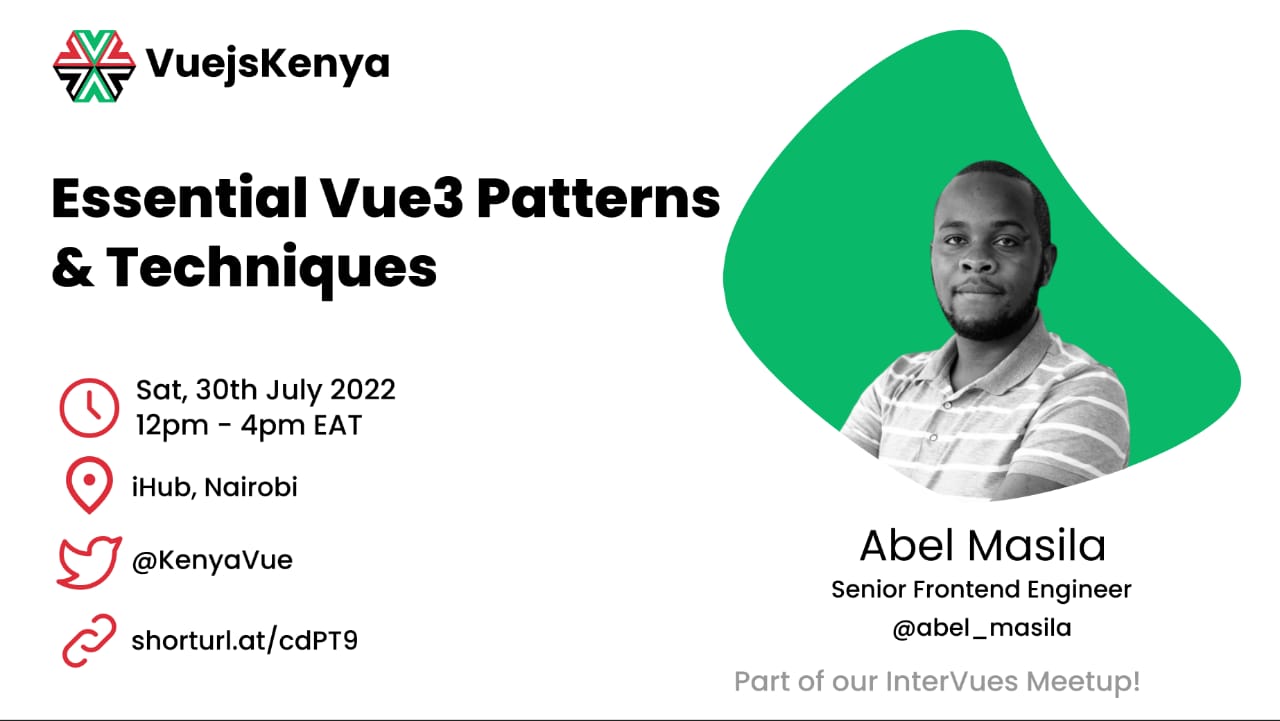 VuejsKenya
Essential Vue3 Patterns
& Techniques
Sat, 30th July 2022
12pm - 4pm EAT
iHub, Nairobi
@KenyaVue
shorturl.at/cdPT9
Abel Masila
Senior Frontend Engineer
@abel_masila
Part of our InterVues Meetup!